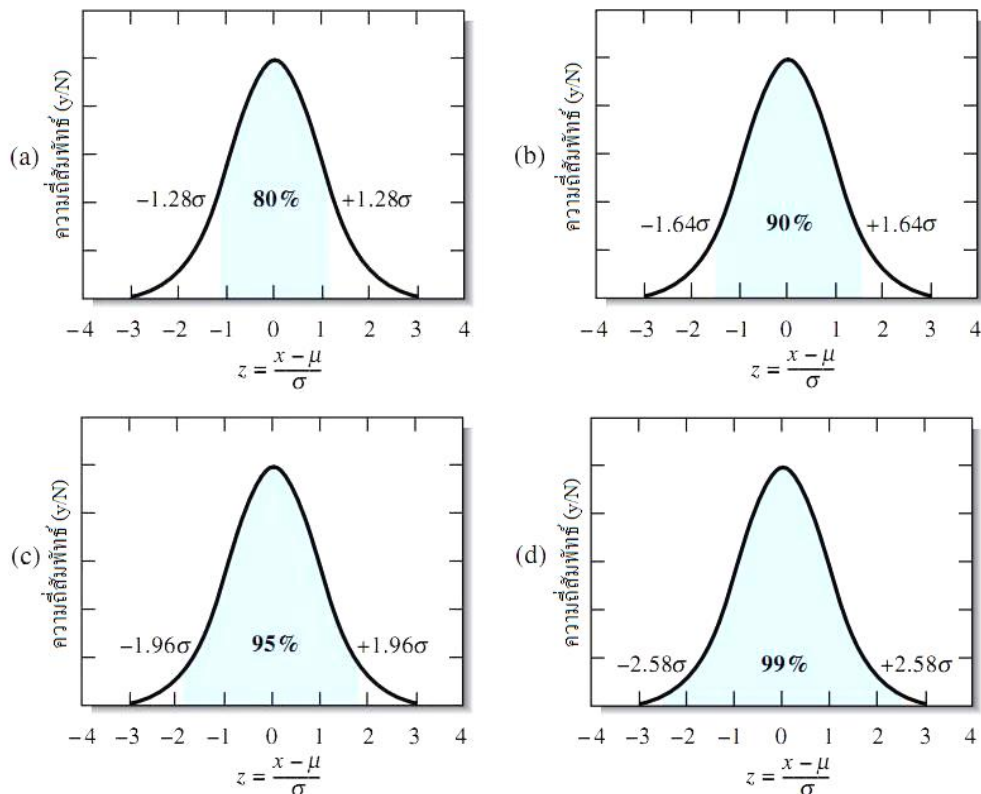 (a)
ความถี่สัมพัทธ์ (y/N)
−1.28σ
80%
+1.28σ
−4 −3 −2 −1 0 1 2 3 4
z = (x − μ)/σ
(b)
ความถี่สัมพัทธ์ (y/N)
−1.64σ
90%
+1.64σ
−4 −3 −2 −1 0 1 2 3 4
z = (x − μ)/σ
(c)
ความถี่สัมพัทธ์ (y/N)
−1.96σ
95%
+1.96σ
−4 −3 −2 −1 0 1 2 3 4
z = (x − μ)/σ
(d)
ความถี่สัมพัทธ์ (y/N)
−2.58σ
99%
+2.58σ
−4 −3 −2 −1 0 1 2 3 4
z = (x − μ)/σ